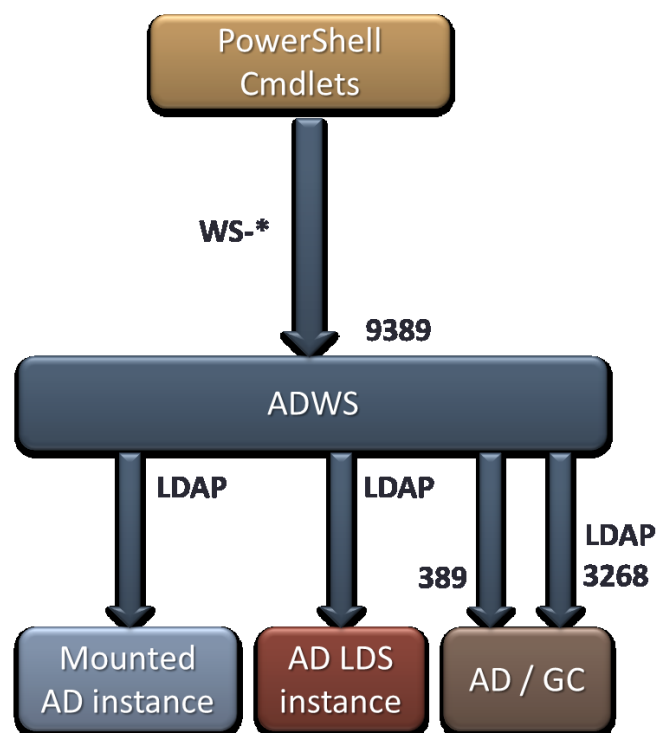 PowerShell
Cmdlets
WS-*
9389
ADWS
LDAP
LDAP
LDAP
389
3268
Mounted
AD instance
AD LDS
instance
AD / GC